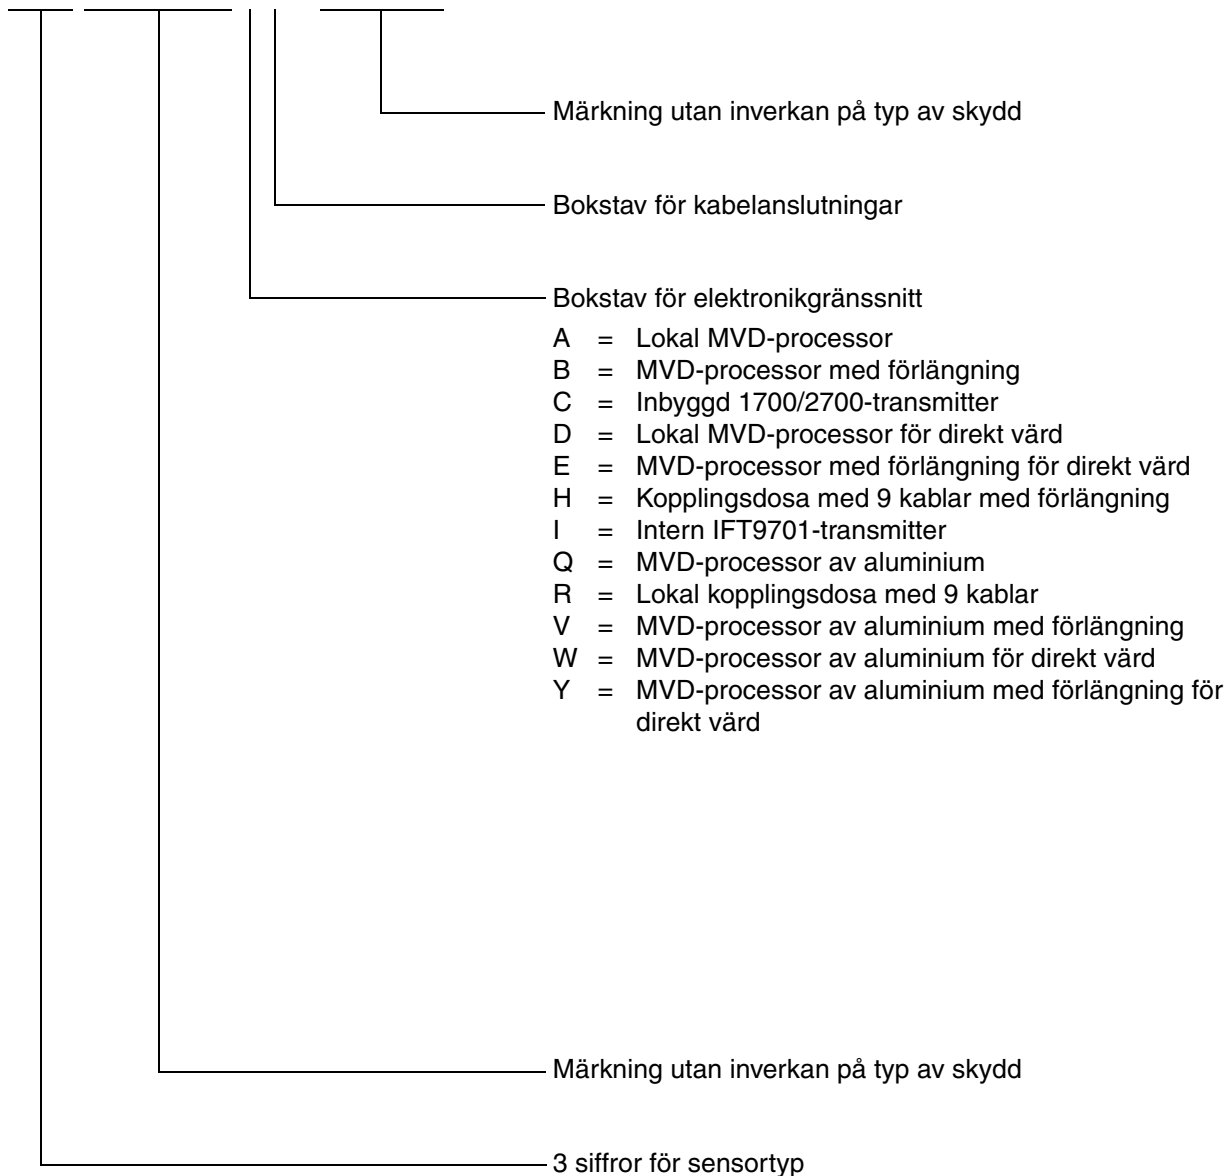 Märkning utan inverkan på typ av skydd
Bokstav för kabelanslutningar
Bokstav för elektronikgränssnitt
A = Lokal MVD-processor
B = MVD-processor med förlängning
C = Inbyggd 1700/2700-transmitter
D = Lokal MVD-processor för direkt värd
E = MVD-processor med förlängning för direkt värd
H = Kopplingsdosa med 9 kablar med förlängning
I = Intern IFT9701-transmitter
Q = MVD-processor av aluminium
R = Lokal kopplingsdosa med 9 kablar
V = MVD-processor av aluminium med förlängning
W = MVD-processor av aluminium för direkt värd
Y = MVD-processor av aluminium med förlängning för
direkt värd
Märkning utan inverkan på typ av skydd
3 siffror för sensortyp